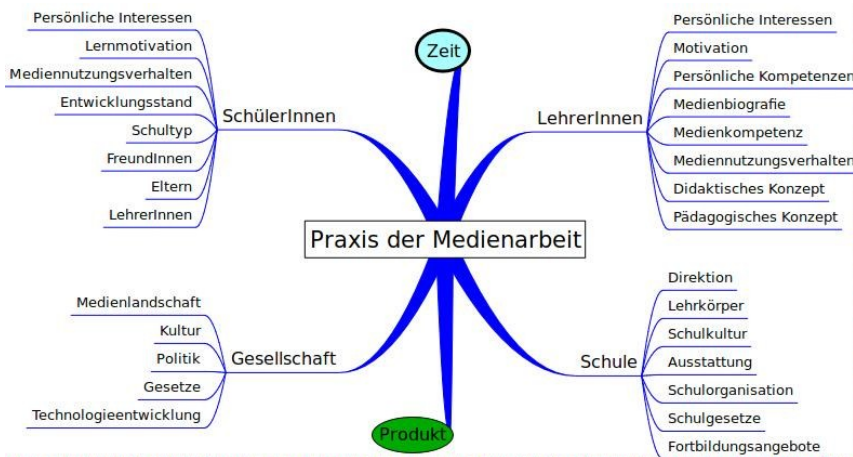 Zeit
Persönliche Interessen
Lernmotivation
Mediennutzungsverhalten
Entwicklungsstand
Schultyp
FreundInnen
Eltern
LehrerInnen
SchülerInnen
LehrerInnen
Persönliche Interessen
Motivation
Persönliche Kompetenzen
Medienbiografie
Medienkompetenz
Mediennutzungsverhalten
Didaktisches Konzept
Pädagogisches Konzept
Praxis der Medienarbeit
Medienlandschaft
Kultur
Politik
Gesetze
Technologieentwicklung
Gesellschaft
Schule
Direktion
Lehrkörper
Schulkultur
Ausstattung
Schulorganisation
Schulgesetze
Fortbildungsangebote
Produkt